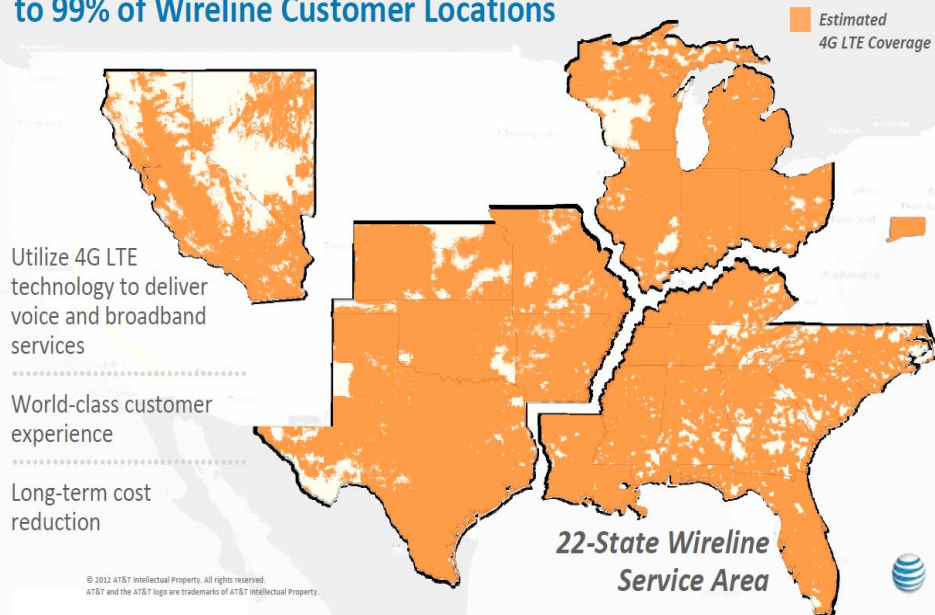 to 99% of Wireline Customer Locations
Estimated
4G LTE Coverage
Utilize 4G LTE
technology to deliver
voice and broadband
services
World-class customer
experience
Long-term cost
reduction
22-State Wireline
Service Area
© 2012 AT&T Intellectual Property. All rights reserved.
AT&T and the AT&T logo are trademarks of AT&T Intellectual Property.